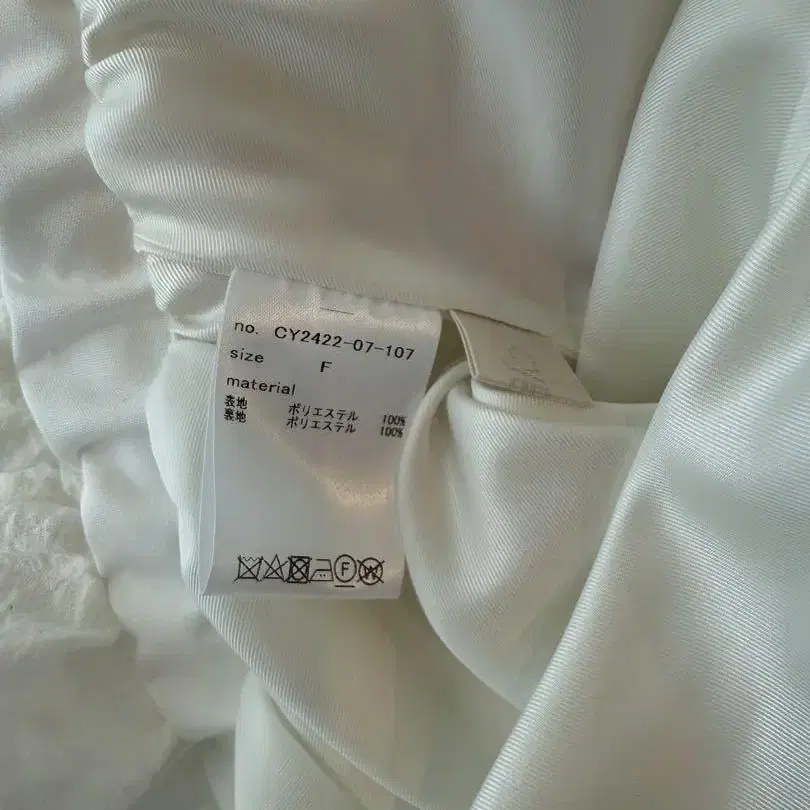 no. CY2422-07-107
size F
material
表地 ポリエステル 100%
裏地 ポリエステル 100%
F
W